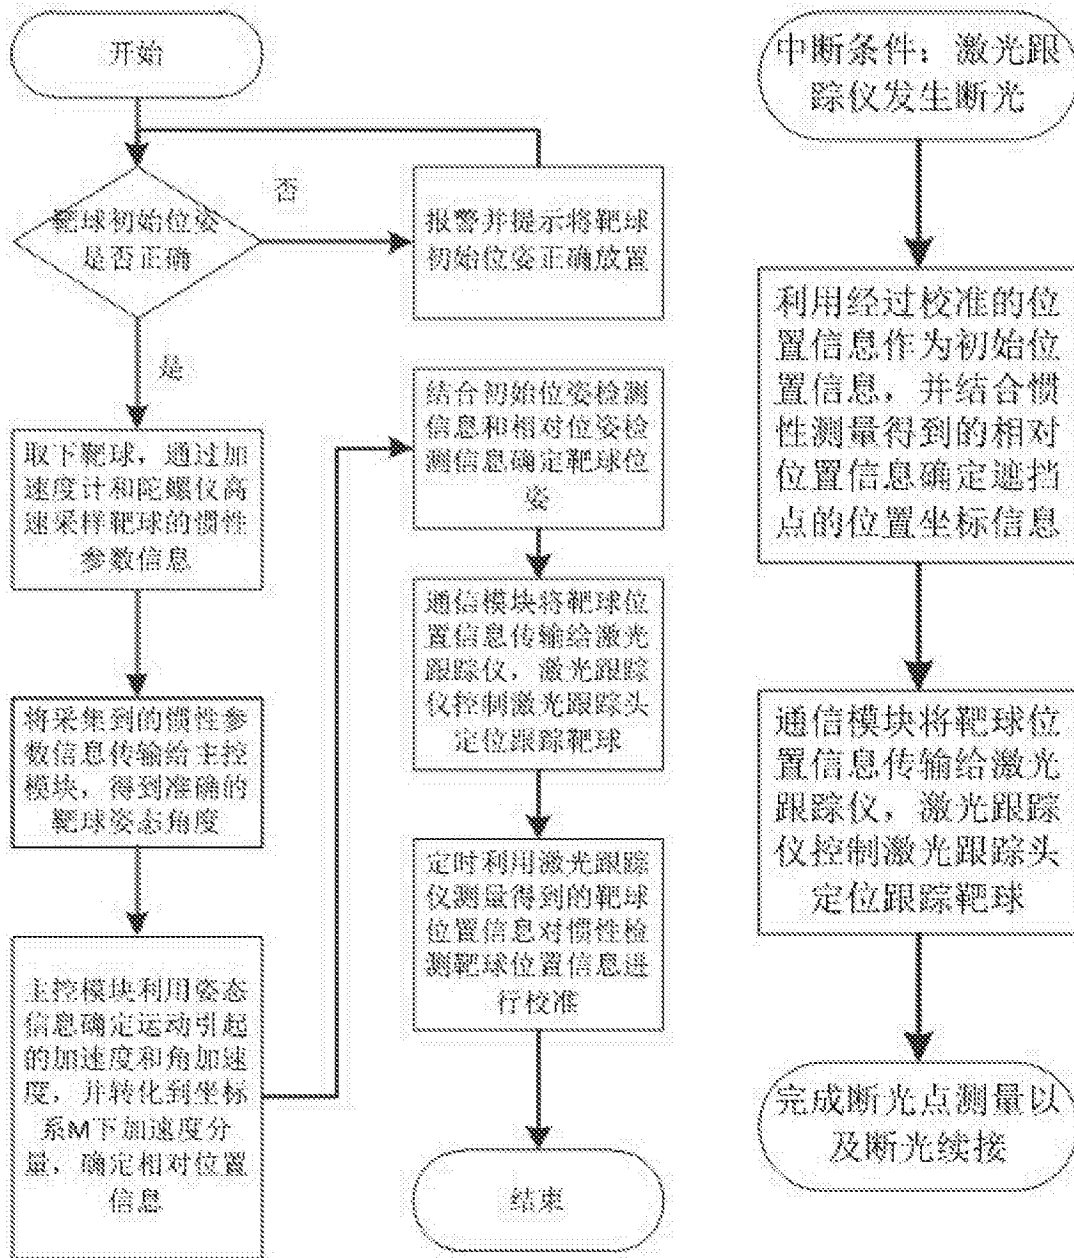 开始
靶球初始位姿
是否正确
否
报警并提示将靶球
初始位姿正确放置
是
取下靶球，通过加
速度计和陀螺仪高
速采样靶球的惯性
参数信息
将采集到的惯性参
数信息传输给主控
模块，得到准确的
靶球姿态角度
主控模块利用姿态
信息确定运动引起
的加速度和角加速
度，并转化到坐标
系M下加速度分
量，确定相对位置
信息
结合初始位姿检测
信息和相对位姿检
测信息确定靶球位
姿
通信模块将靶球位
置信息传输给激光
跟踪仪，激光跟踪
仪控制激光跟踪头
定位跟踪靶球
定时利用激光跟踪
仪测量得到的靶球
位置信息对惯性检
测靶球位置信息进
行校准
结束
中断条件：激光跟
踪仪发生断光
利用经过校准的位
置信息作为初始位
置信息，并结合惯
性测量得到的相对
位置信息确定遮挡
点的位置坐标信息
通信模块将靶球位
置信息传输给激光
跟踪仪，激光跟踪
仪控制激光跟踪头
定位跟踪靶球
完成断光点测量以
及断光续接